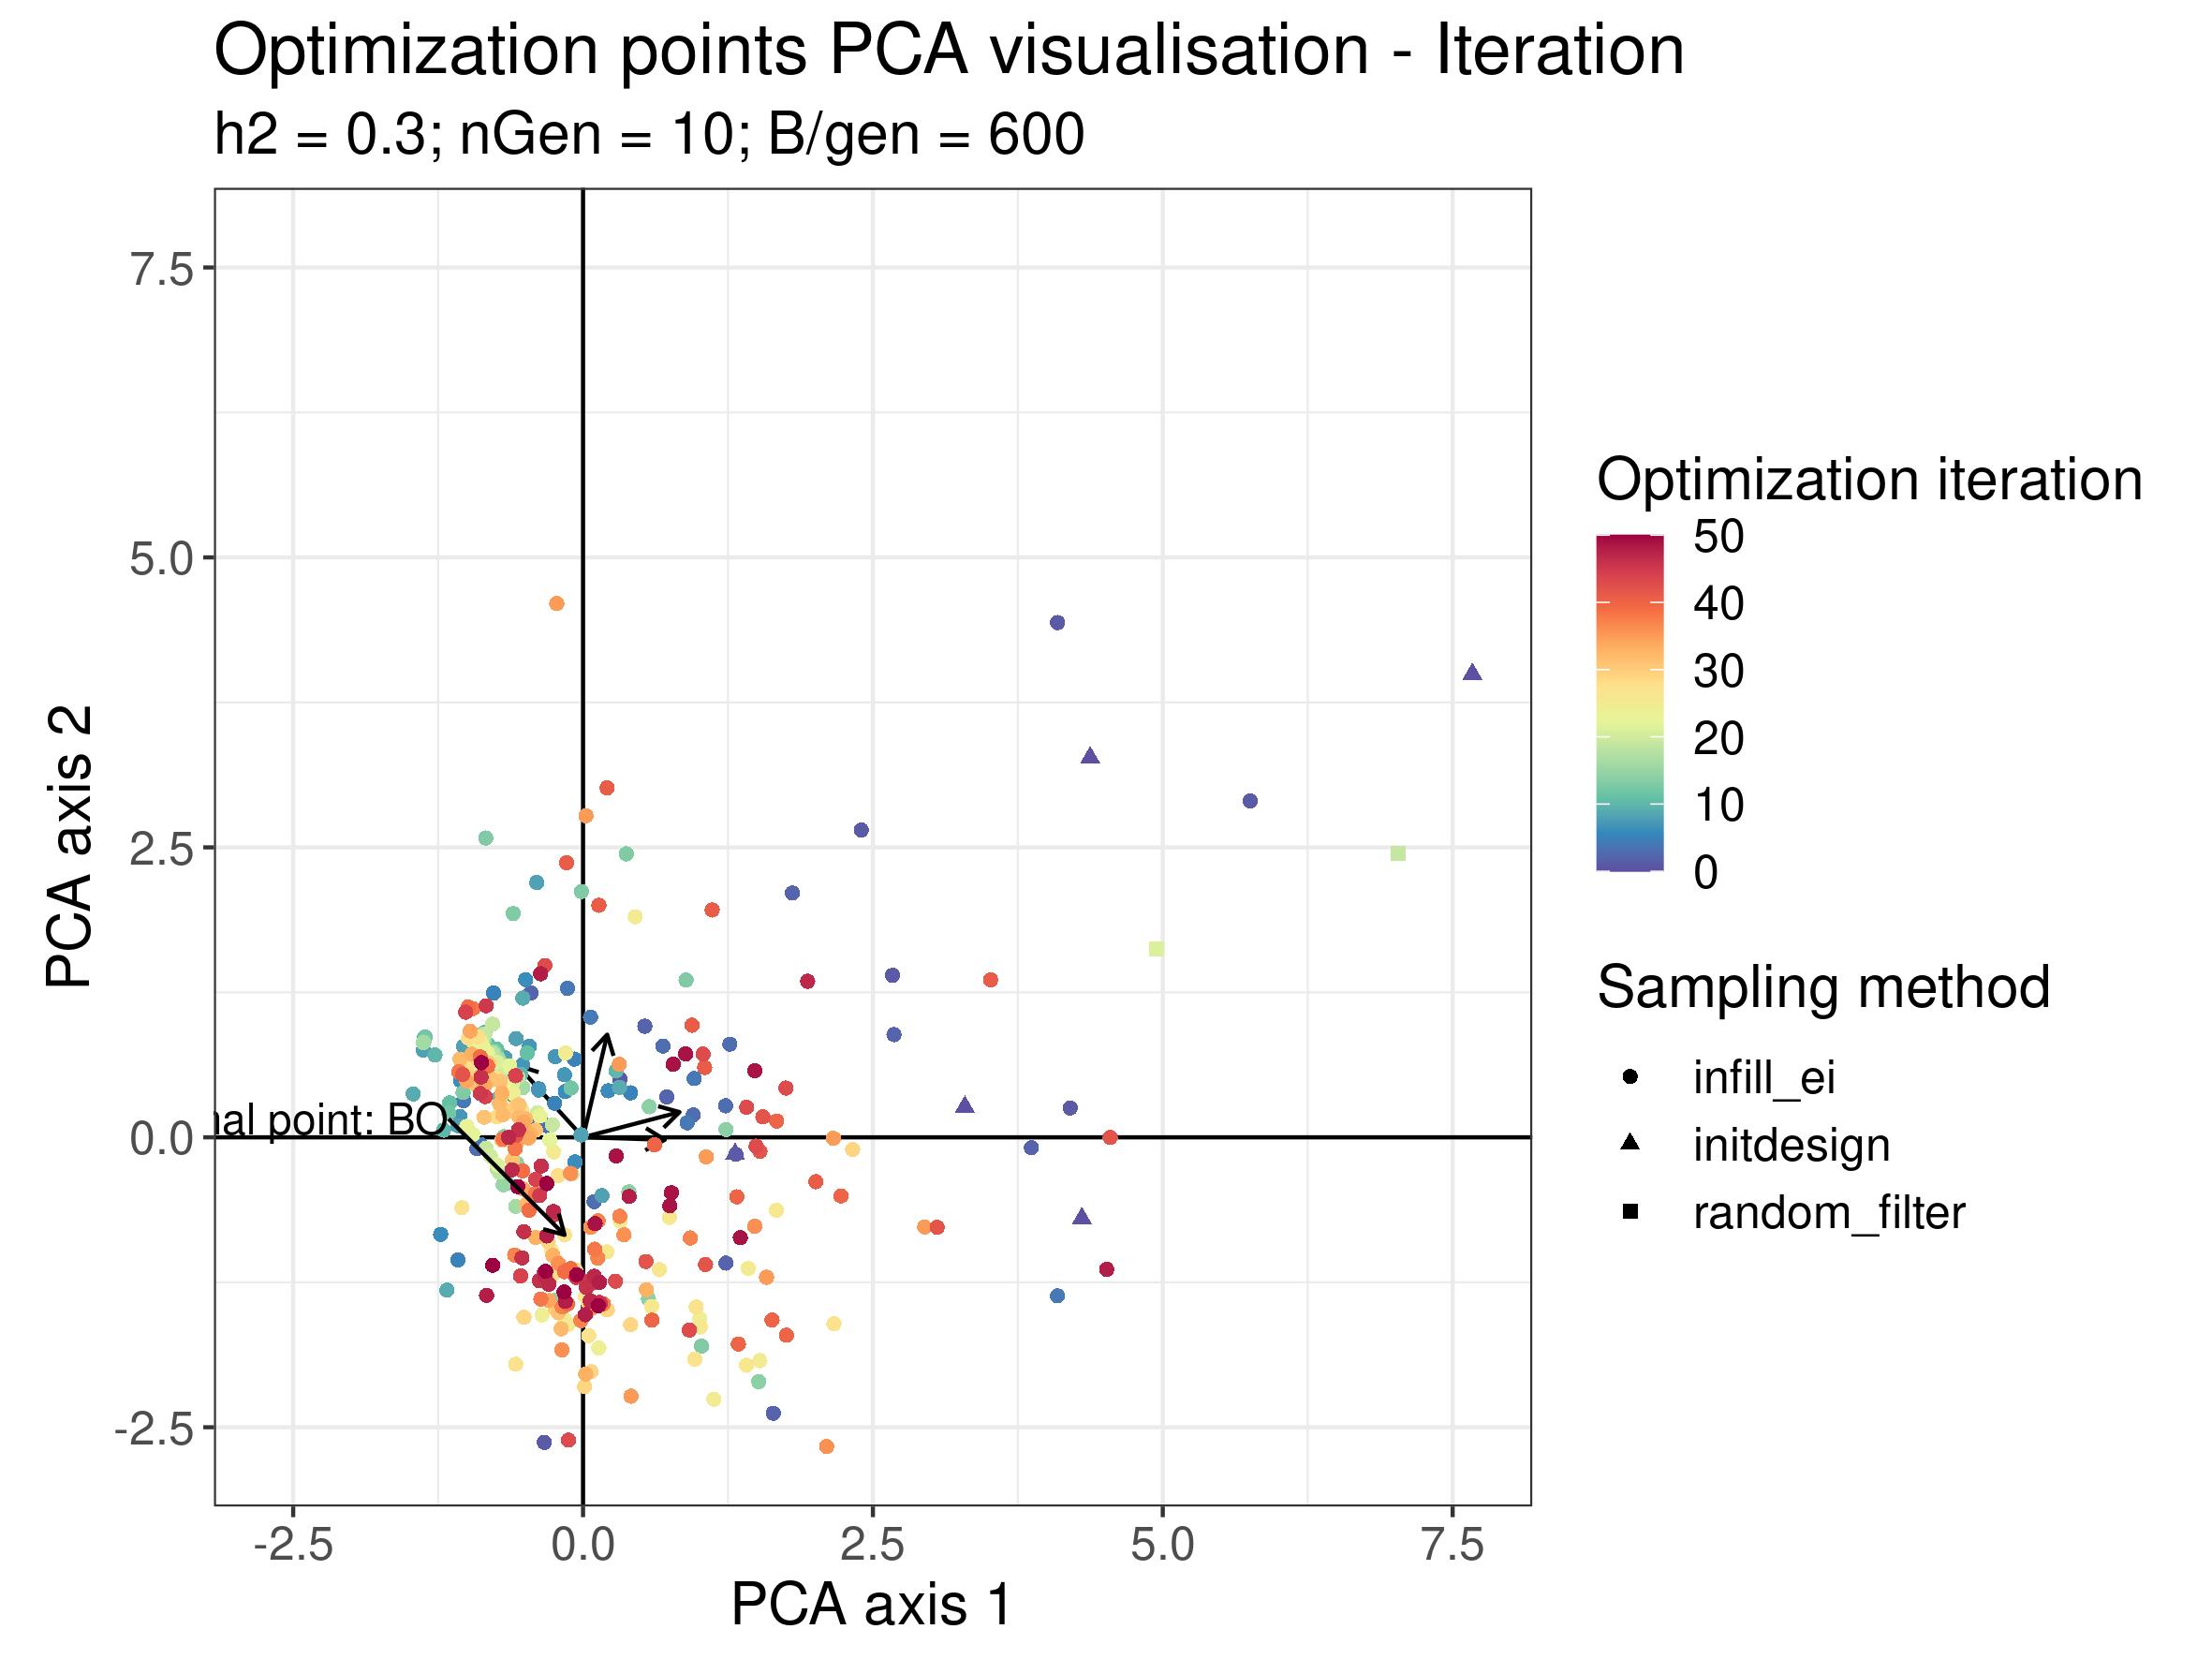 Optimization points PCA visualisation - Iteration
h2 = 0.3; nGen = 10; B/gen = 600
7.5
5.0
2.5
0.0
-2.5
PCA axis 2
point: BO
-2.5
0.0
2.5
5.0
7.5
PCA axis 1
Optimization iteration
50
40
30
20
10
0
Sampling method
infill_ei
initdesign
random_filter